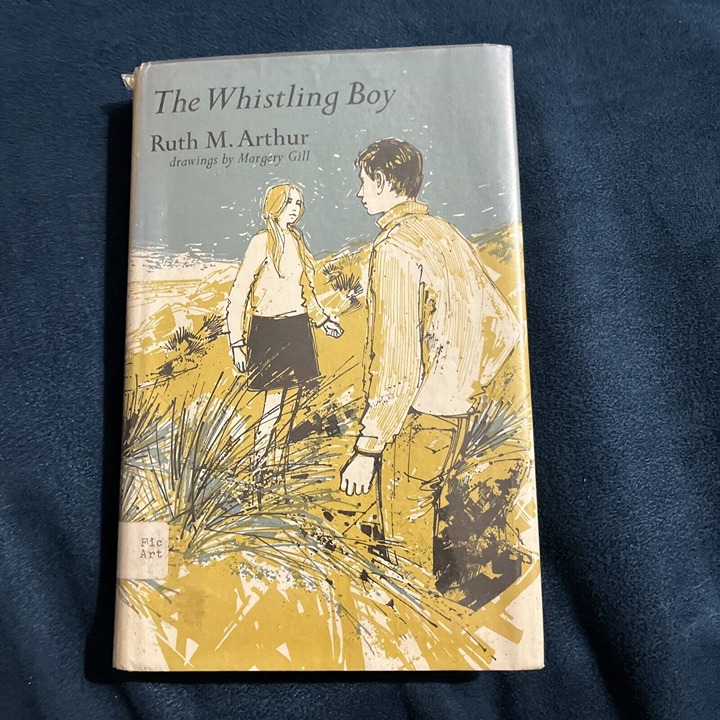 The Whistling Boy
Ruth M. Arthur
drawings by Margery Gill
Fic
Art